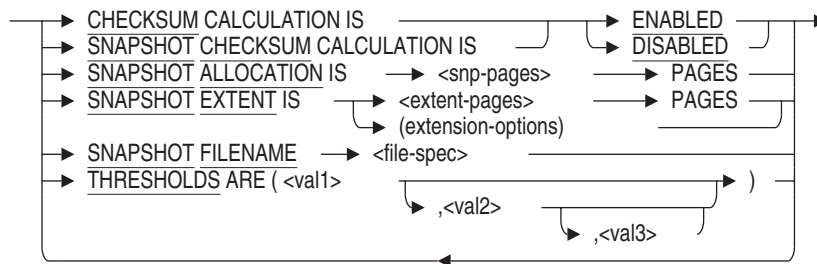 CHECKSUM CALCULATION IS ENABLED
SNAPSHOT CHECKSUM CALCULATION IS DISABLED
SNAPSHOT ALLOCATION IS <snp-pages> PAGES
SNAPSHOT EXTENT IS <extent-pages> PAGES
(extension-options)
SNAPSHOT FILENAME <file-spec>
THRESHOLDS ARE ( <val1> )
,<val2>
,<val3>